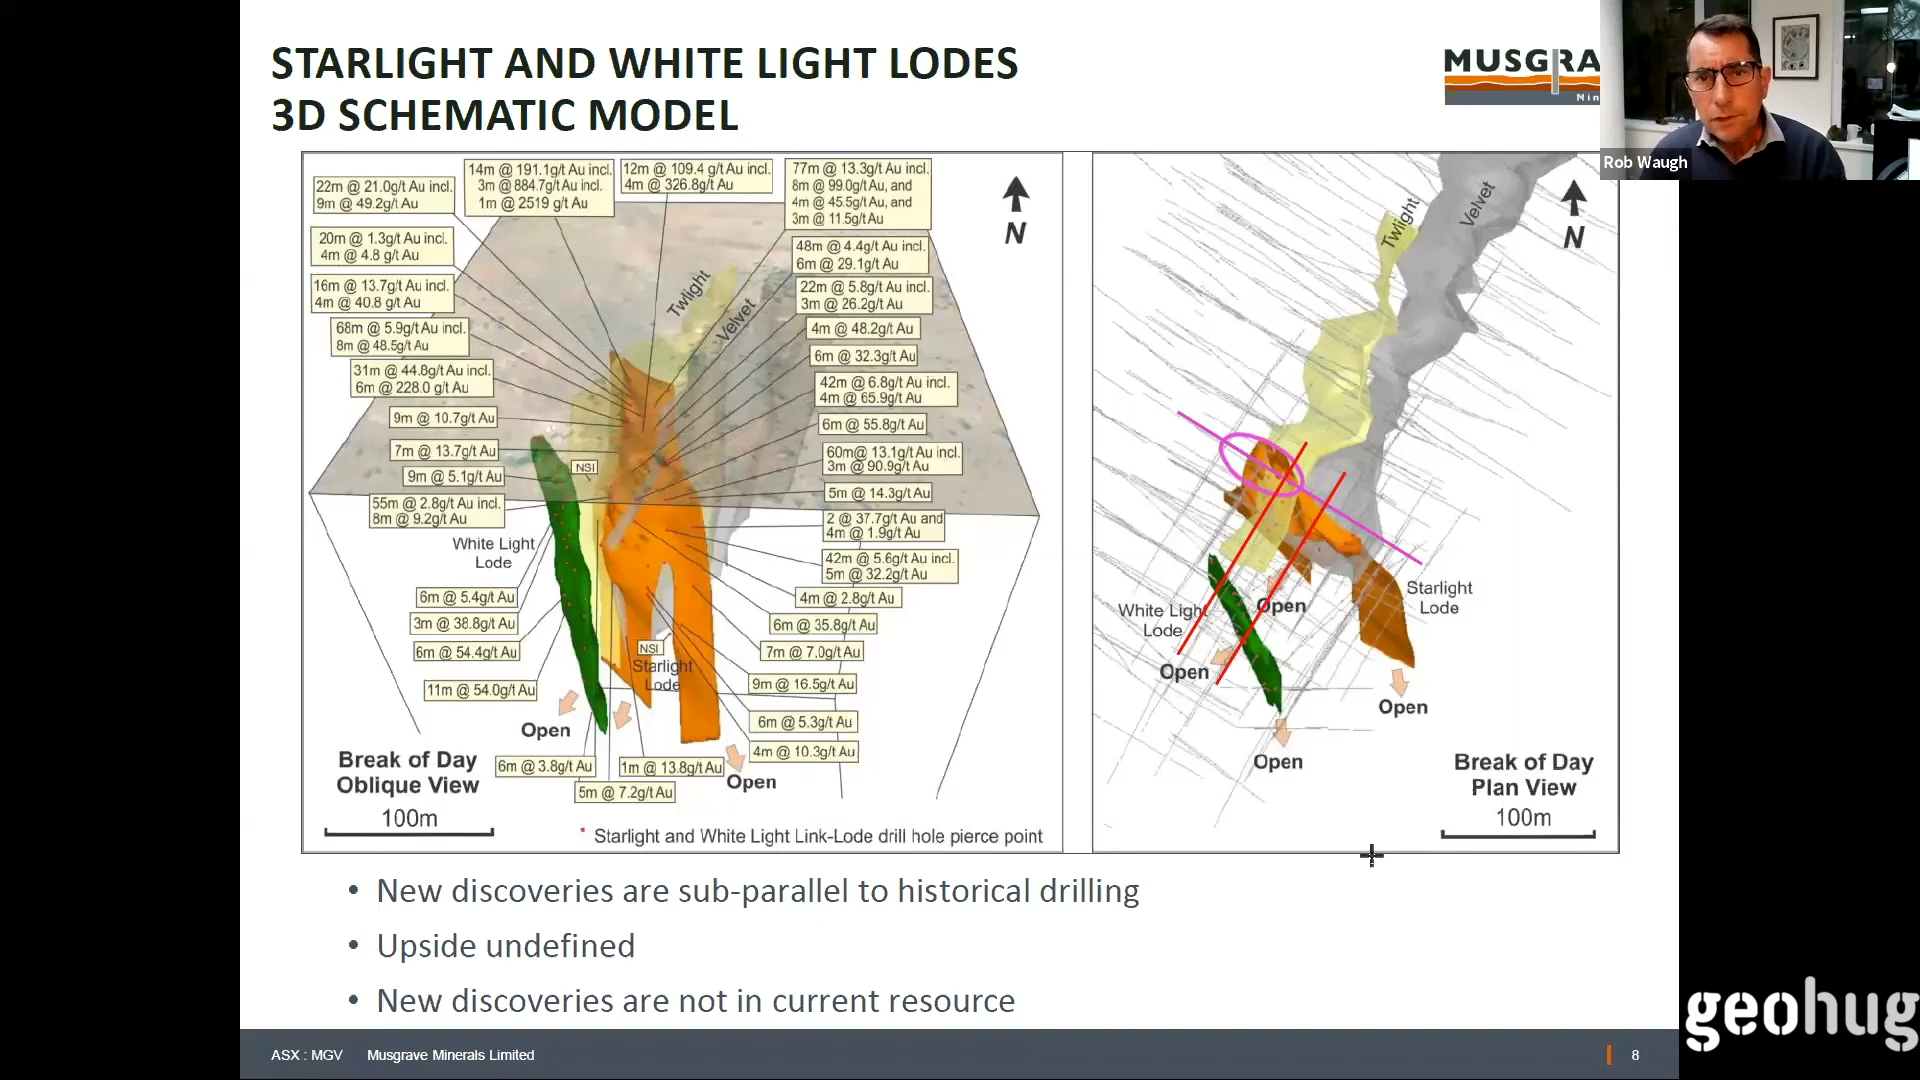 STARLIGHT AND WHITE LIGHT LODES
3D SCHEMATIC MODEL
MUSGRA
Min
Rob Waugh
22m @ 21.0g/t Au incl.
9m @ 49.2g/t Au
14m @ 191.1g/t Au incl.
3m @ 884.7g/t Au incl.
1m @ 2519 g/t Au
12m @ 109.4 g/t Au incl.
4m @ 326.8g/t Au
77m @ 13.3g/t Au incl.
8m @ 99.0g/t Au, and
4m @ 45.5g/t Au, and
3m @ 11.5g/t Au
20m @ 1.3g/t Au incl.
4m @ 4.8 g/t Au
16m @ 13.7g/t Au incl.
4m @ 40.8 g/t Au
68m @ 5.9g/t Au incl.
8m @ 48.5g/t Au
31m @ 44.8g/t Au incl.
6m @ 228.0 g/t Au
9m @ 10.7g/t Au
7m @ 13.7g/t Au
9m @ 5.1g/t Au
55m @ 2.8g/t Au incl.
8m @ 9.2g/t Au
White Light
Lode
6m @ 5.4g/t Au
3m @ 38.8g/t Au
6m @ 54.4g/t Au
11m @ 54.0g/t Au
Open
6m @ 3.8g/t Au
5m @ 7.2g/t Au
1m @ 13.8g/t Au
Open
48m @ 4.4g/t Au incl.
6m @ 29.1g/t Au
22m @ 5.8g/t Au incl.
3m @ 26.2g/t Au
4m @ 48.2g/t Au
6m @ 32.3g/t Au
42m @ 6.8g/t Au incl.
4m @ 65.9g/t Au
6m @ 55.8g/t Au
60m@ 13.1g/t Au incl.
3m @ 90.9g/t Au
5m @ 14.3g/t Au
2 @ 37.7g/t Au and
4m @ 1.9g/t Au
42m @ 5.6g/t Au incl.
5m @ 32.2g/t Au
4m @ 2.8g/t Au
6m @ 35.8g/t Au
7m @ 7.0g/t Au
9m @ 16.5g/t Au
6m @ 5.3g/t Au
4m @ 10.3g/t Au
Twilight
Velvet
NSI
NSI
Starlight
Lode
N
Break of Day
Oblique View
100m
Starlight and White Light Link-Lode drill hole pierce point
Twlight
Velvet
N
White Light
Lode
Open
Open
Open
Starlight
Lode
Open
Break of Day
Plan View
100m
• New discoveries are sub-parallel to historical drilling
• Upside undefined
• New discoveries are not in current resource
ASX : MGV Musgrave Minerals Limited
8
geohug